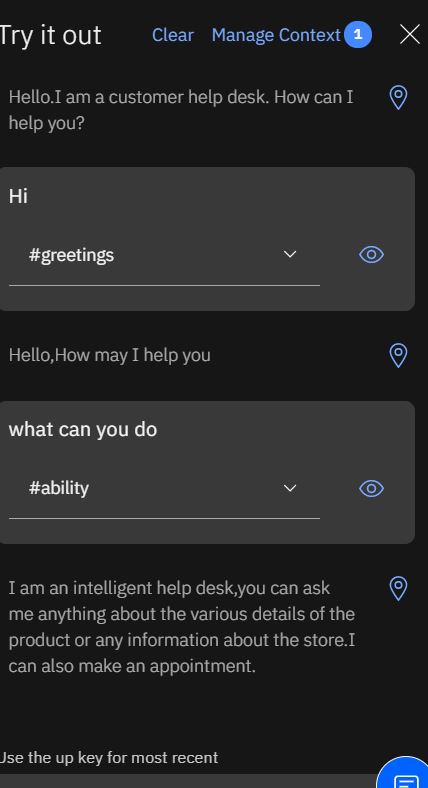 Try it out
Clear
Manage Context 1
Hello.I am a customer help desk. How can I
help you?
Hi
#greetings
Hello,How may I help you
what can you do
#ability
I am an intelligent help desk,you can ask
me anything about the various details of the
product or any information about the store.I
can also make an appointment.
Use the up key for most recent